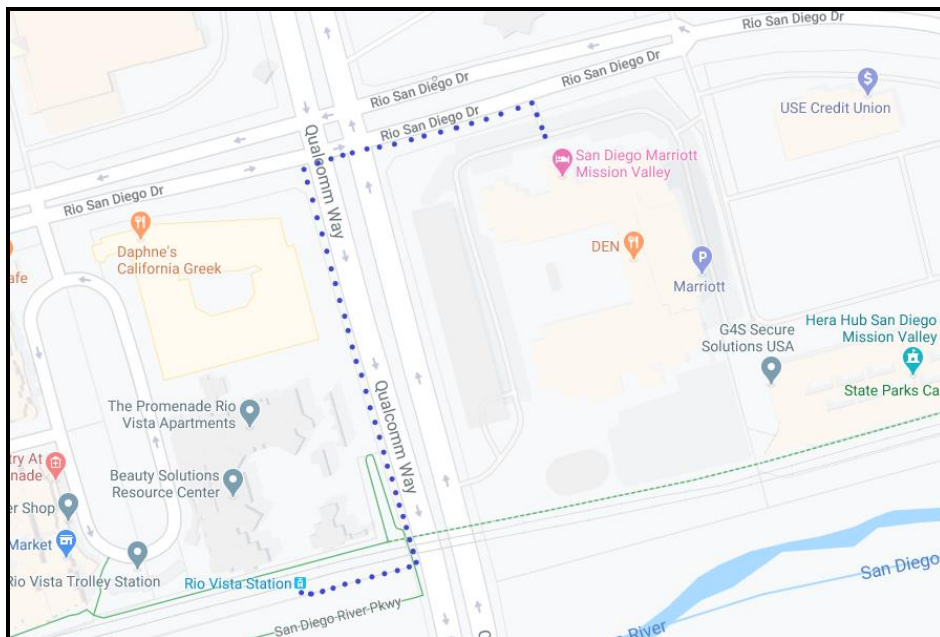 Rio San Diego Dr
Rio San Diego Dr
Rio San Diego Dr
Rio San Diego Dr
USE Credit Union
Qualcomm Way
San Diego Marriott
Mission Valley
Rio San Diego Dr
Daphne's
California Greek
afe
DEN
Marriott
G4S Secure
Solutions USA
Hera Hub San Diego
Mission Valley
State Parks Ca
Qualcomm Way
The Promenade Rio
Vista Apartments
try At
nade
Beauty Solutions
Resource Center
er Shop
Market
Rio Vista Trolley Station
Rio Vista Station
San Diego River Pkwy
San Diego
River